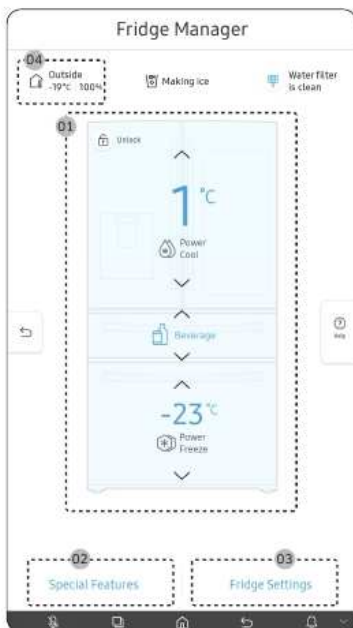 Fridge Manager
04
Outside
-19°C 100%
Making Ice
Water filter
is clean
01
Unlock
1 °C
Power
Cool
Beverage
Help
-23 °C
Power
Freeze
02
03
Special Features
Fridge Settings